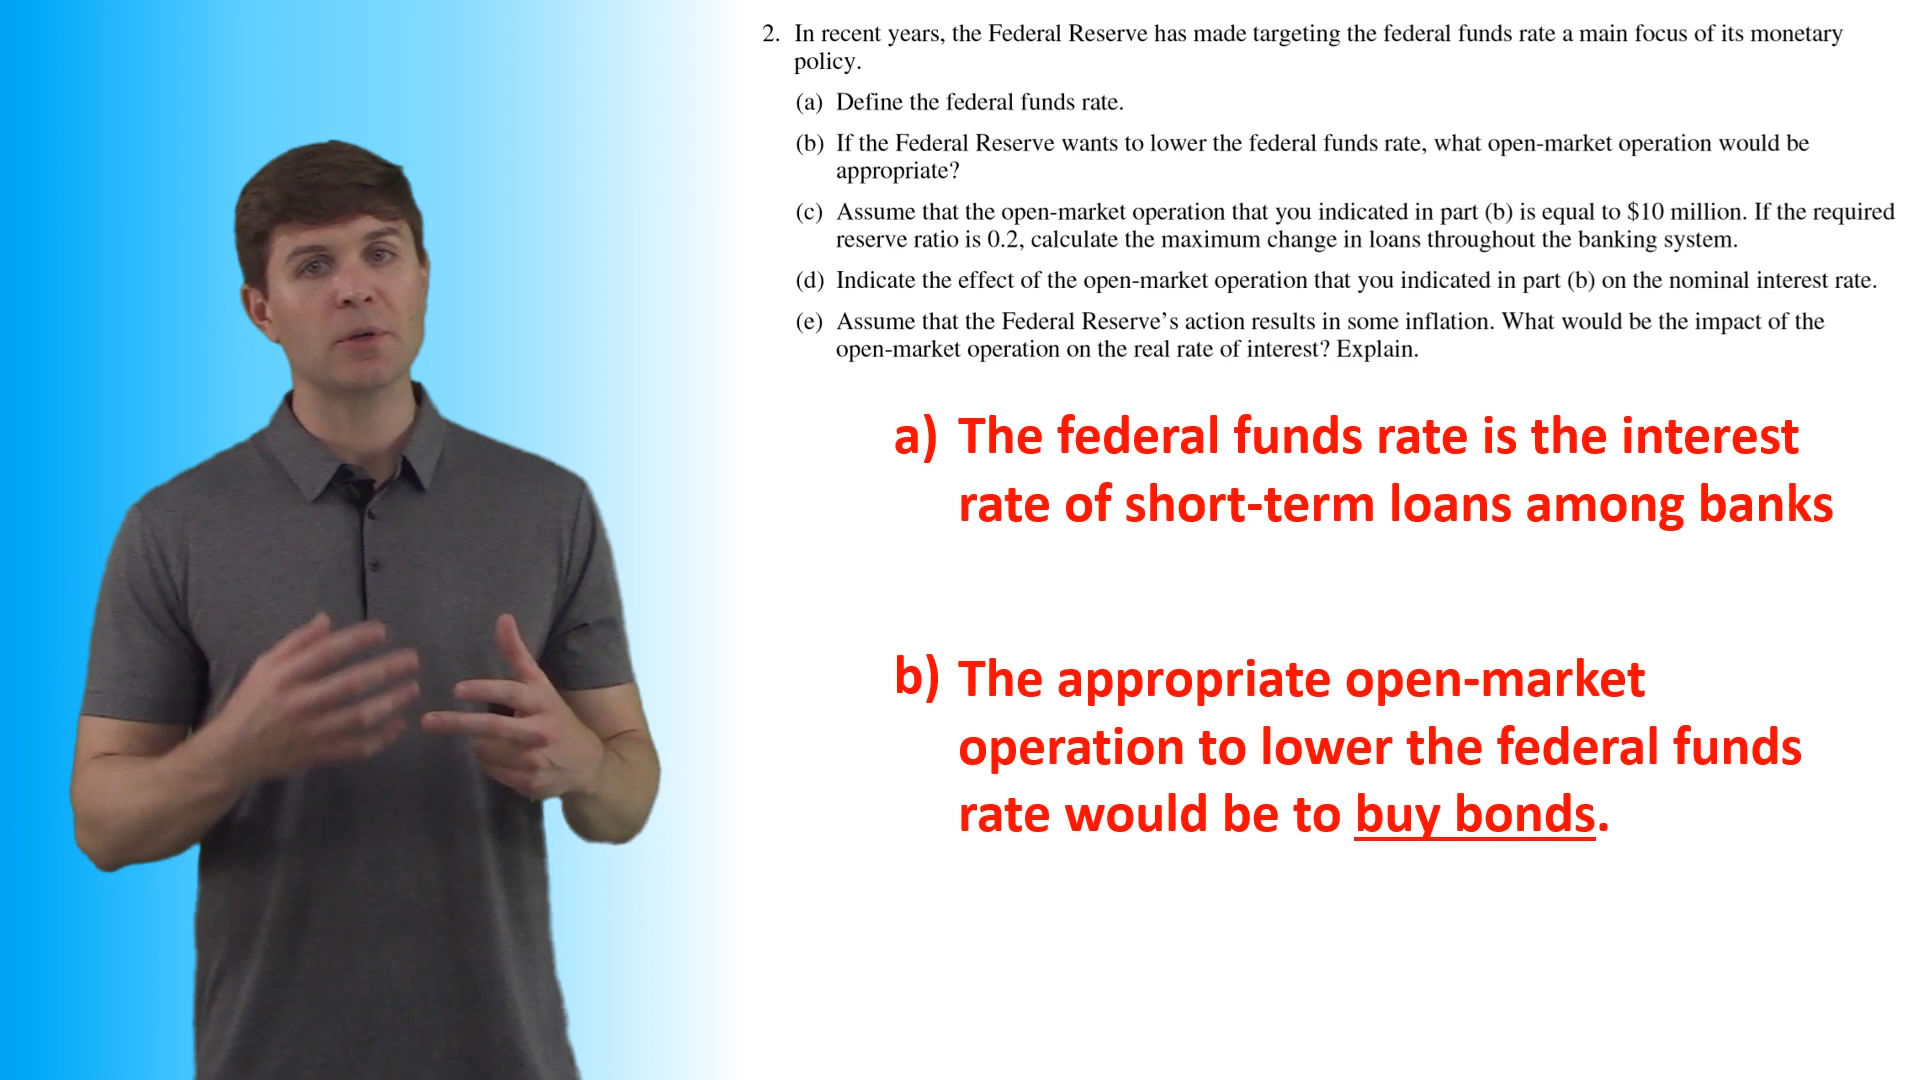 2. In recent years, the Federal Reserve has made targeting the federal funds rate a main focus of its monetary
policy.
(a) Define the federal funds rate.
(b) If the Federal Reserve wants to lower the federal funds rate, what open-market operation would be
appropriate?
(c) Assume that the open-market operation that you indicated in part (b) is equal to $10 million. If the required
reserve ratio is 0.2, calculate the maximum change in loans throughout the banking system.
(d) Indicate the effect of the open-market operation that you indicated in part (b) on the nominal interest rate.
(e) Assume that the Federal Reserve’s action results in some inflation. What would be the impact of the
open-market operation on the real rate of interest? Explain.
a) The federal funds rate is the interest
rate of short-term loans among banks
b) The appropriate open-market
operation to lower the federal funds
rate would be to buy bonds.